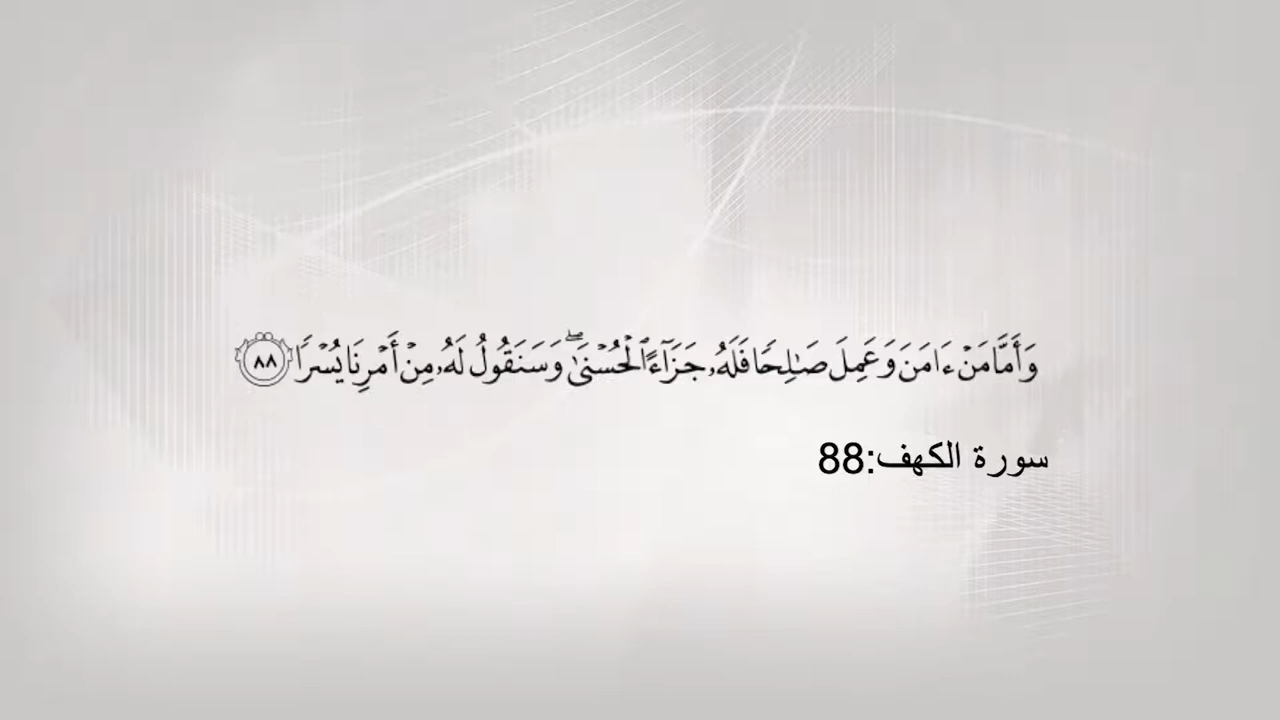 وَأَمَّا مَنْ ءَامَنَ وَعَمِلَ صَـٰلِحًا فَلَهُۥ جَزَآءً ٱلْحُسْنَىٰ ۖ وَسَنَقُولُ لَهُۥ مِنْ أَمْرِنَا يُسْرًا ٨٨
سورة الكهف:88